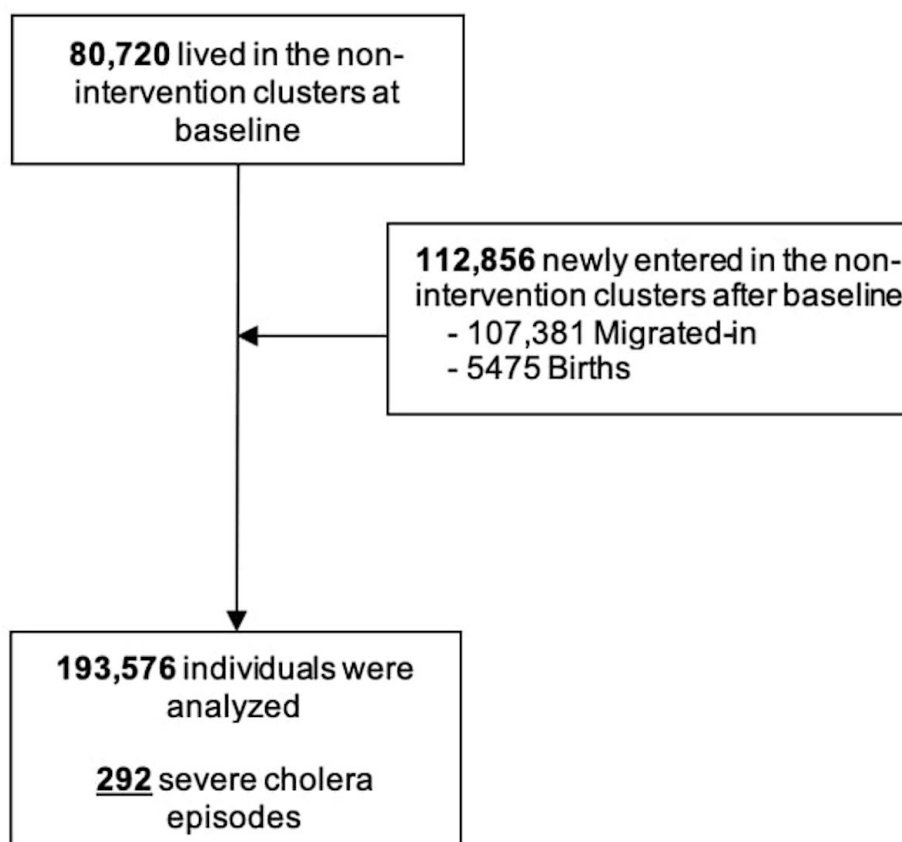 80,720 lived in the non-
intervention clusters at
baseline
112,856 newly entered in the non-
intervention clusters after baseline
- 107,381 Migrated-in
- 5475 Births
193,576 individuals were
analyzed
292 severe cholera
episodes